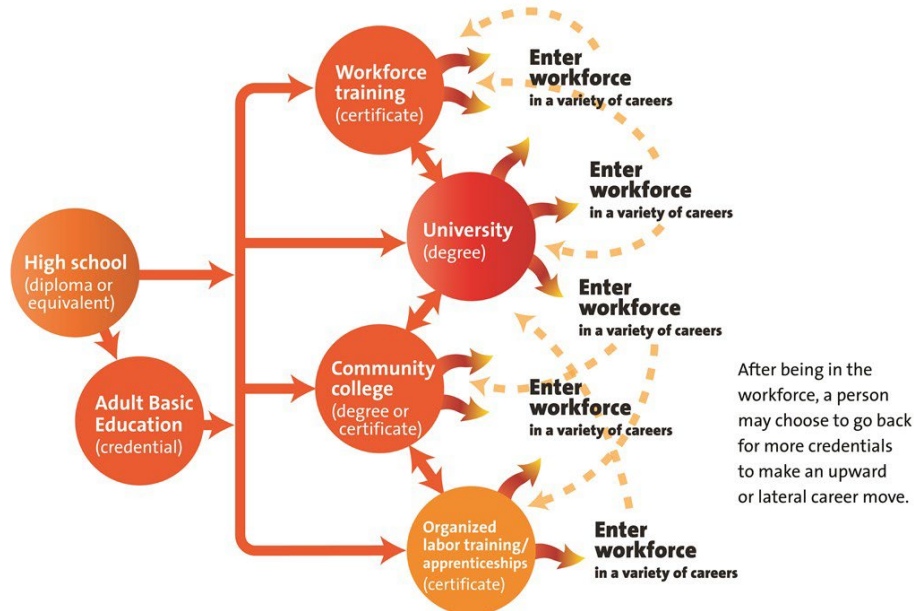 Workforce
training
(certificate)
Enter
workforce
in a variety of careers
University
(degree)
Enter
workforce
in a variety of careers
High school
(diploma or
equivalent)
Enter
workforce
in a variety of careers
Adult Basic
Education
(credential)
Community
college
(degree or
certificate)
Enter
workforce
in a variety of careers
After being in the
workforce, a person
may choose to go back
for more credentials
to make an upward
or lateral career move.
Organized
labor training/
apprenticeships
(certificate)
Enter
workforce
in a variety of careers